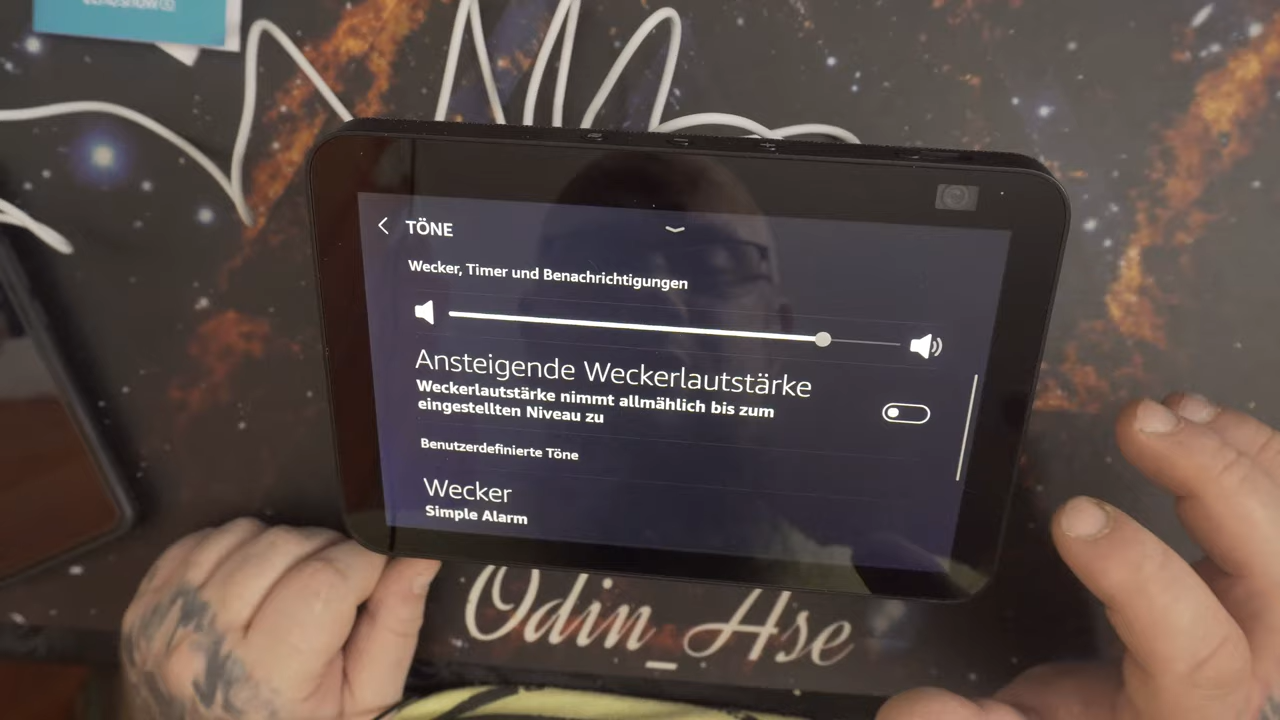 TÖNE
Wecker, Timer und Benachrichtigungen
Ansteigende Weckerlautstärke
Weckerlautstärke nimmt allmählich bis zum
eingestellten Niveau zu
Benutzerdefinierte Töne
Wecker
Simple Alarm
Odin_Ase